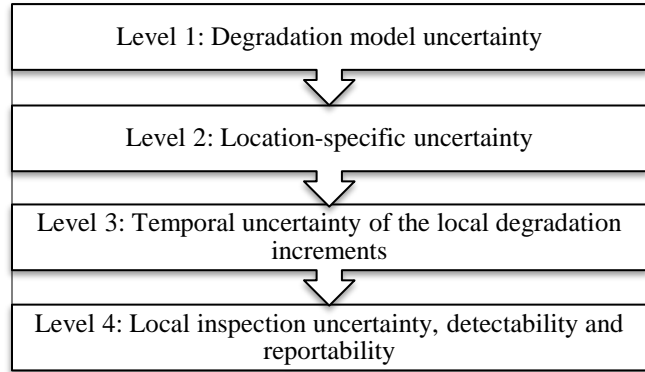 Level 1: Degradation model uncertainty
Level 2: Location-specific uncertainty
Level 3: Temporal uncertainty of the local degradation
increments
Level 4: Local inspection uncertainty, detectability and
reportability